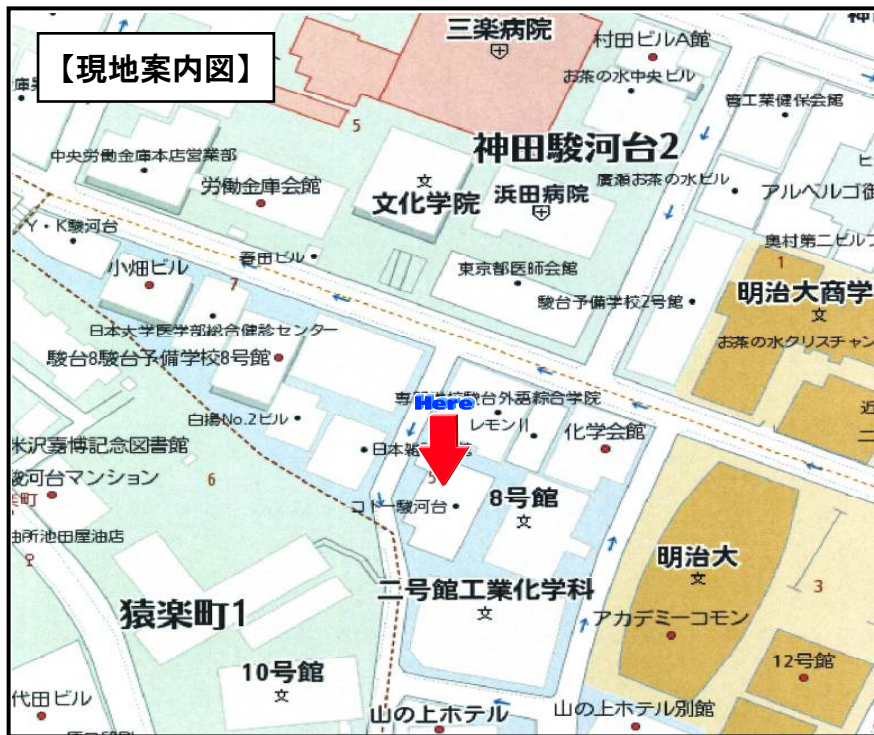 三楽病院
村田ビルA館
【現地案内図】
お茶の水中央ビル
管工業健保会館
5
神田駿河台2
中央労働金庫本店営業部
労働金庫会館
文
文化学院
浜田病院
廣瀬お茶の水ビル
アルベルゴ御
Y・K駿河台
春田ビル
奥村第二ビル
小畑ビル
東京都医師会館
1
7
駿台予備学校2号館
明治大商学
文
日本大学医学部総合健診センター
お茶の水クリスチャン
駿台8駿台予備学校8号館
Here
レモンII
化学会館
白揚No.2ビル
米沢嘉博記念図書館
駿河台マンション
6
5
8号館
文
コトー駿河台
油所池田屋油店
明治大
文
二号館工業化学科
文
3
猿楽町1
アカデミーコモン
10号館
文
12号館
代田ビル
山の上ホテル
山の上ホテル別館